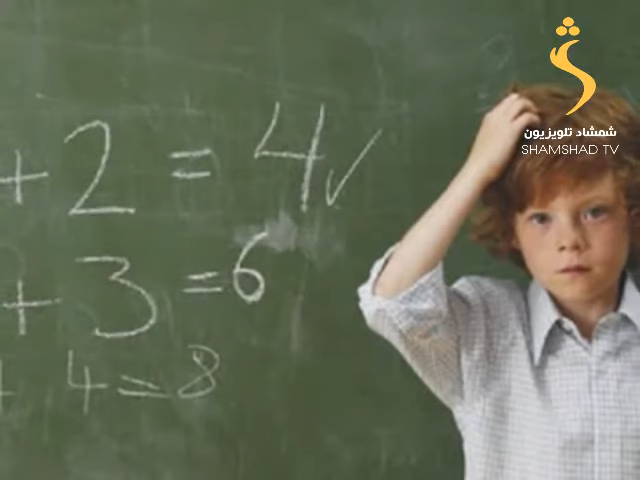 شمشاد تلویزیون
SHAMSHAD TV
+ 2 = 4 ✓
+ 3 = 6
+ 4 = 8